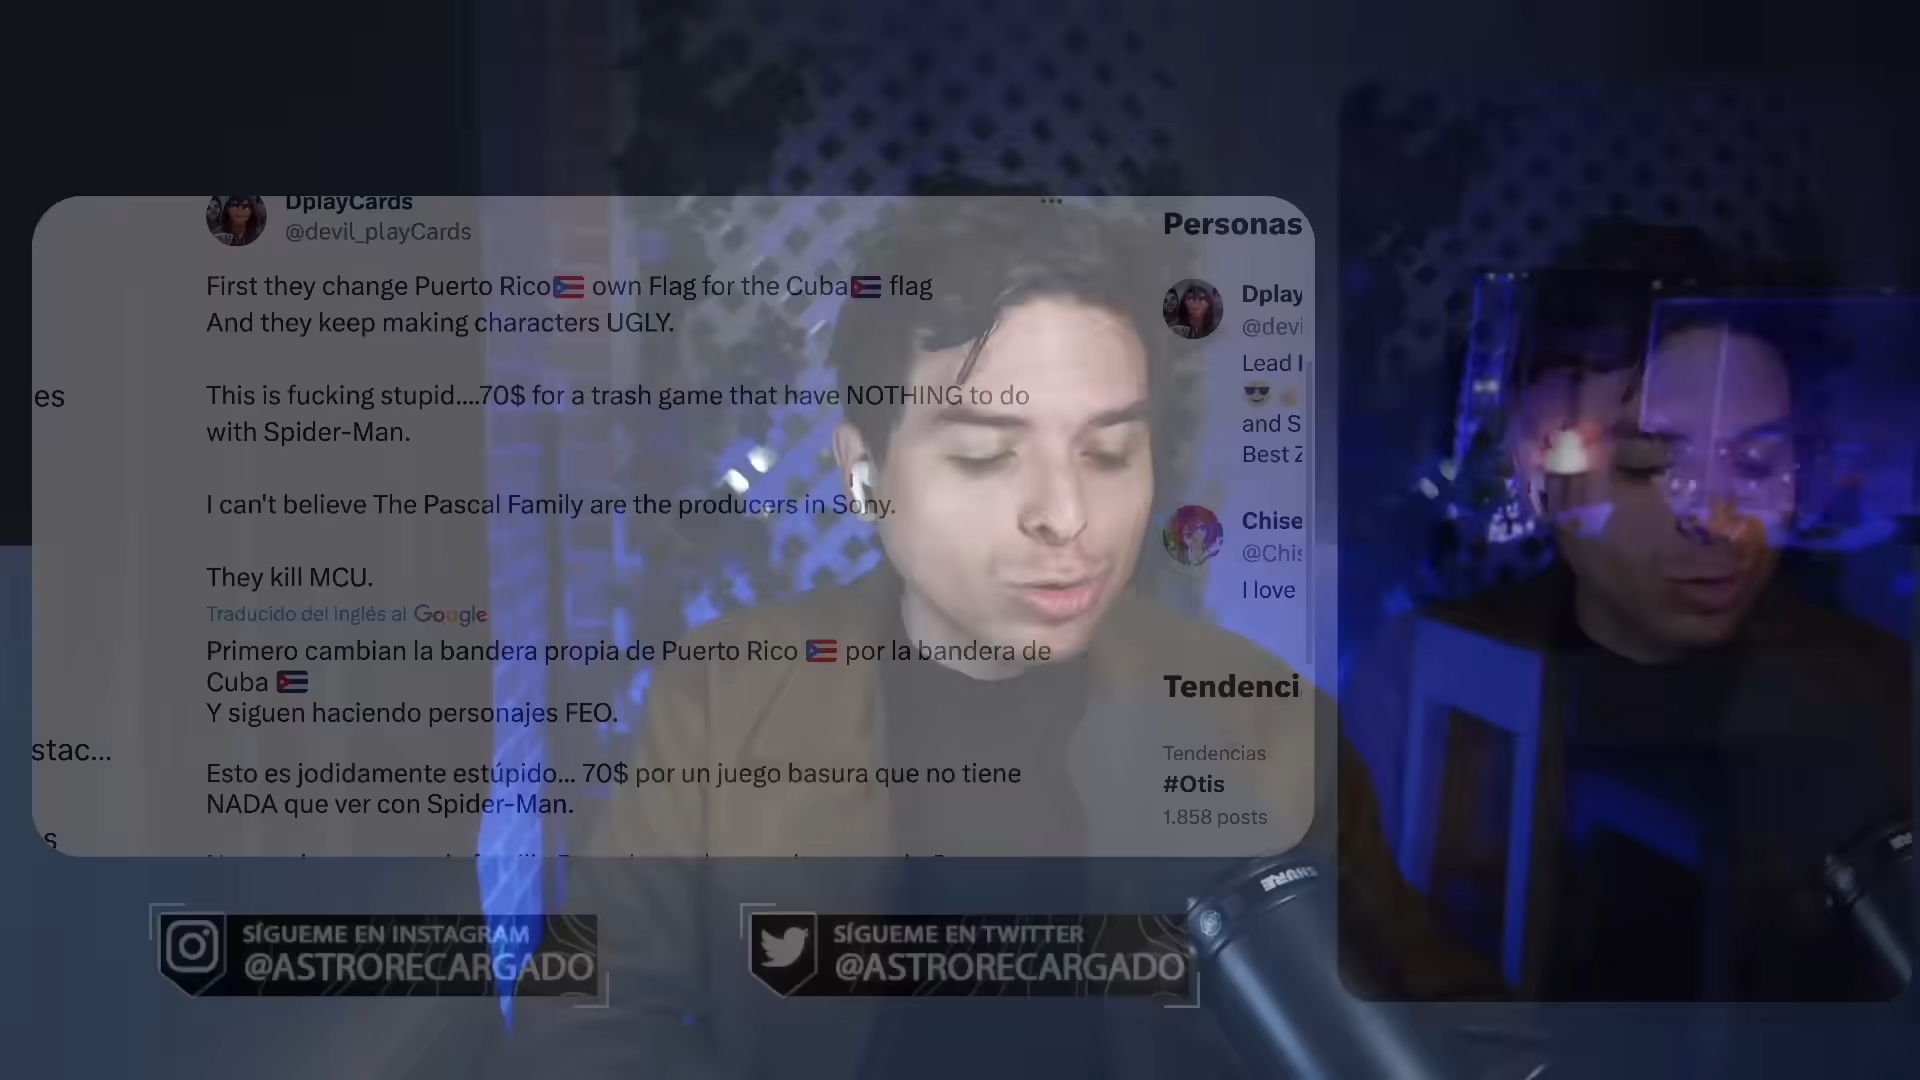 DplayCards
@devil_playCards
First they change Puerto Rico🇵🇷 own Flag for the Cuba🇨🇺 flag
And they keep making characters UGLY.
This is fucking stupid....70$ for a trash game that have NOTHING to do
with Spider-Man.
I can't believe The Pascal Family are the producers in Sony.
They kill MCU.
Traducido del inglés al Google
Primero cambian la bandera propia de Puerto Rico 🇵🇷 por la bandera de
Cuba 🇨🇺
Y siguen haciendo personajes FEO.
Esto es jodidamente estúpido... 70$ por un juego basura que no tiene
NADA que ver con Spider-Man.
es
stac...
s
Personas
Dplay
@devi
Lead
😎
and S
Best Z
Chise
@Chis
I love
Tendenci
Tendencias
#Otis
1.858 posts
SÍGUEME EN INSTAGRAM
@ASTRORECARGADO
SÍGUEME EN TWITTER
@ASTRORECARGADO
SHURE